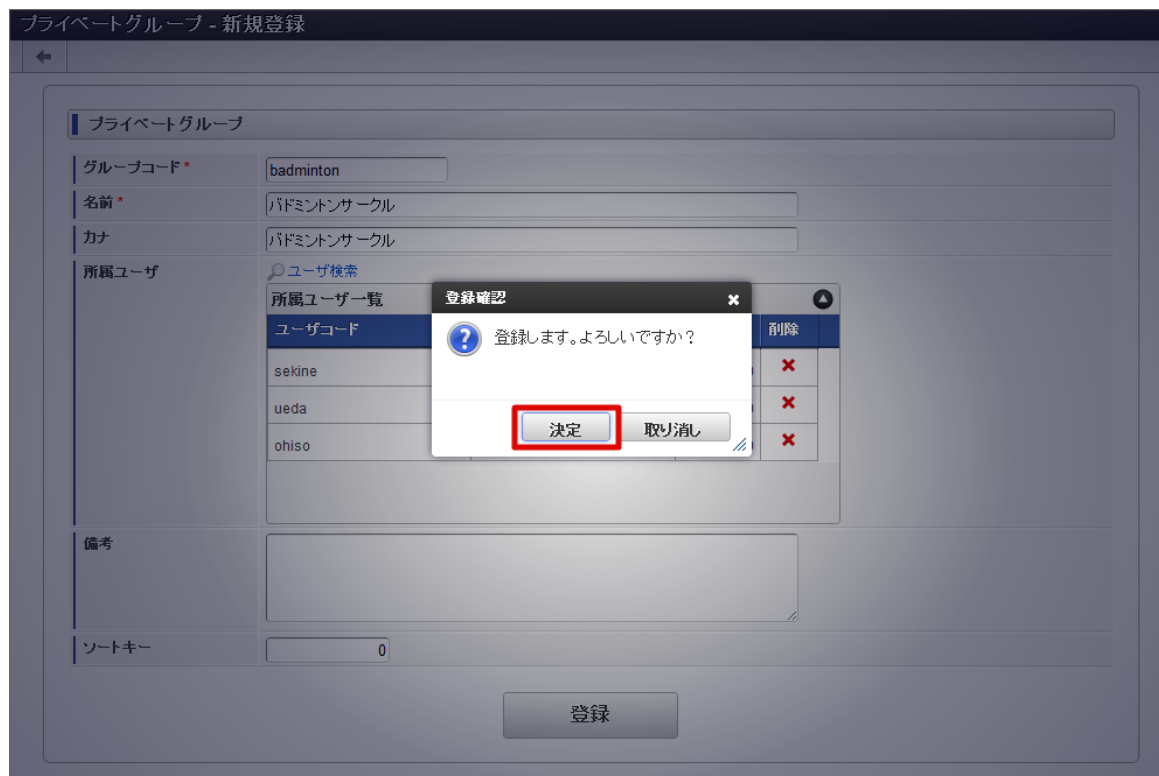 プライベートグループ - 新規登録
プライベートグループ
グループコード*
badminton
名前*
バドミントンサークル
カナ
バドミントンサークル
所属ユーザ
ユーザ検索
所属ユーザ一覧
ユーザコード
削除
sekine
ueda
ohiso
登録確認
登録します。よろしいですか?
決定
取り消し
備考
ソートキー
0
登録